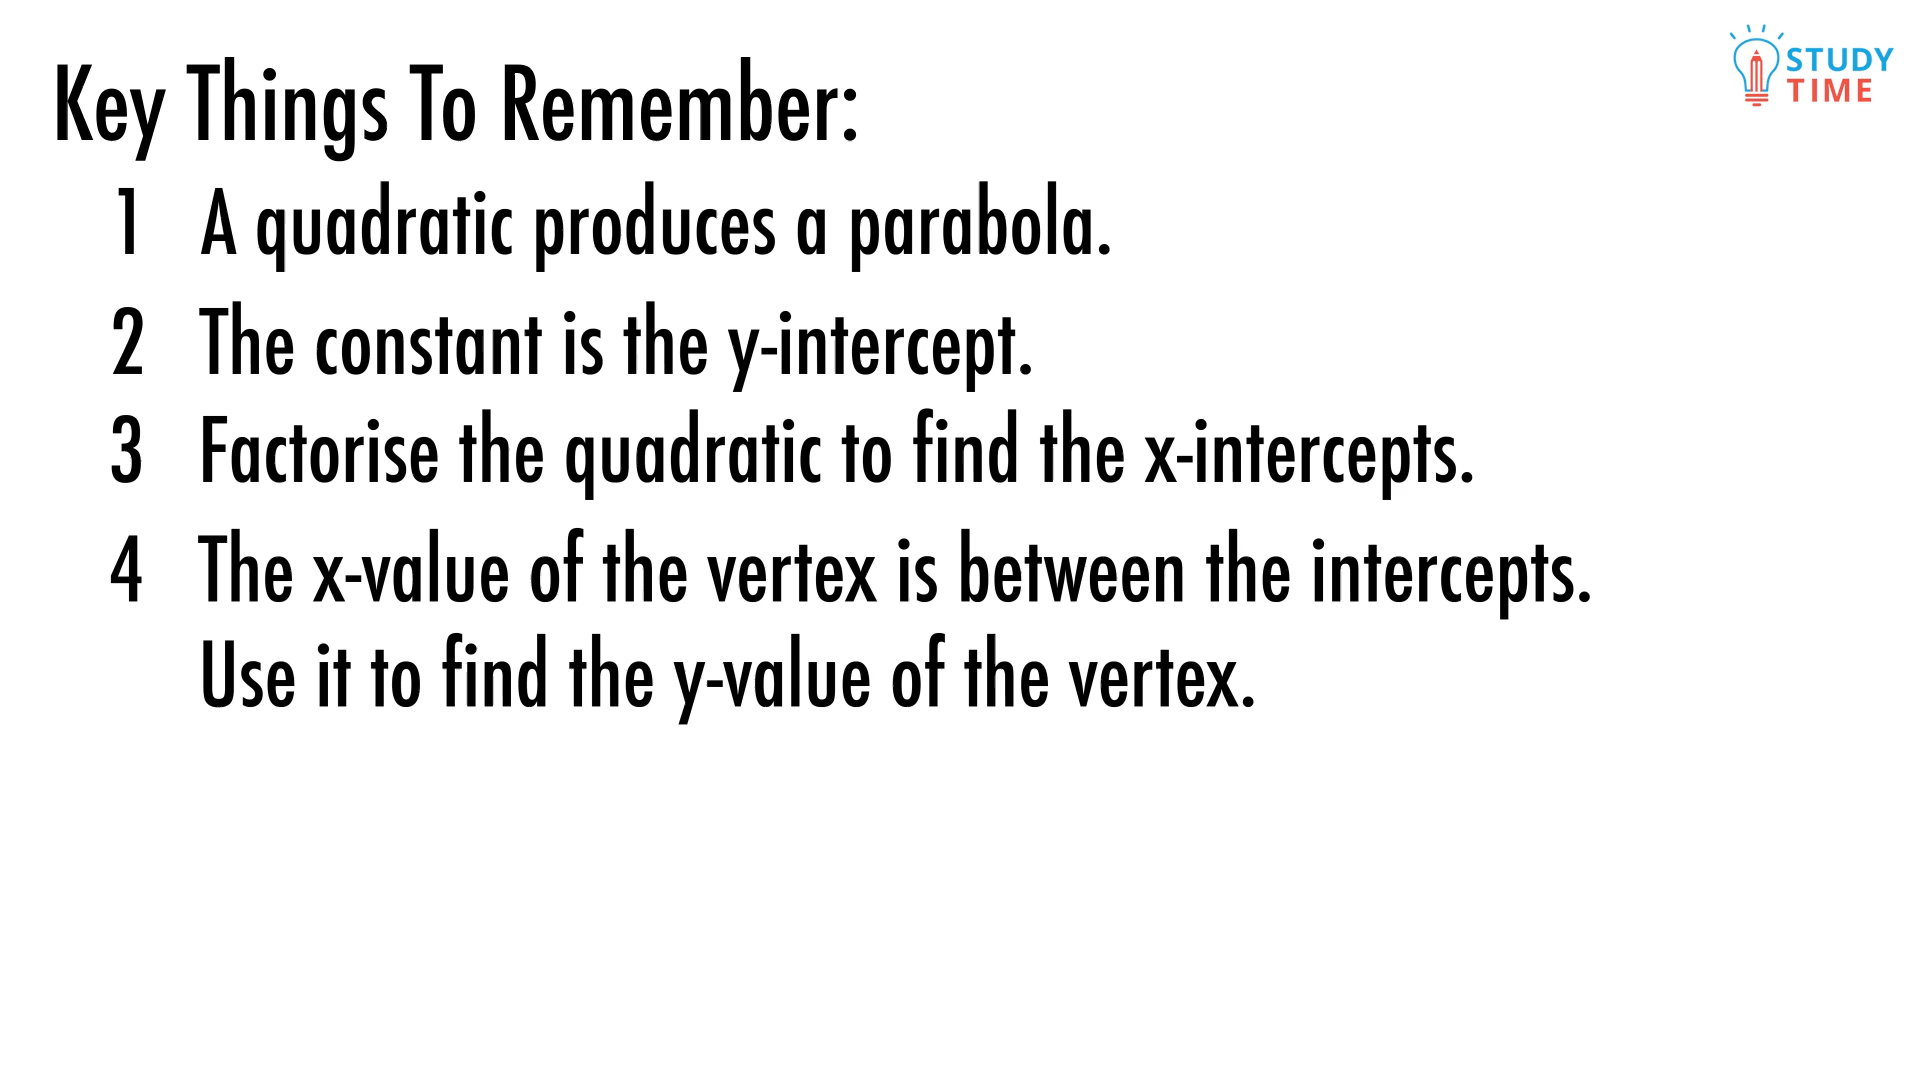 Key Things To Remember:
STUDY
TIME
1 A quadratic produces a parabola.
2 The constant is the y-intercept.
3 Factorise the quadratic to find the x-intercepts.
4 The x-value of the vertex is between the intercepts.
Use it to find the y-value of the vertex.